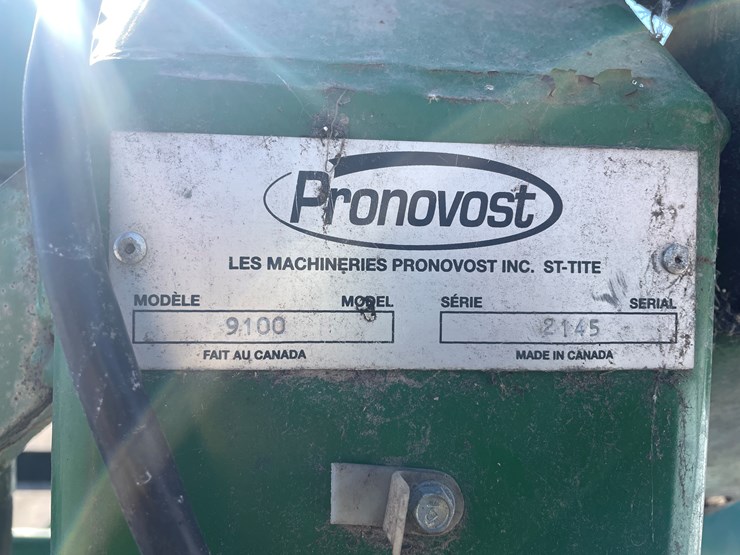 Pronovost
LES MACHINERIES PRONOVOST INC. ST-TITE
MODÈLE MODEL SÉRIE SERIAL
9100 2145
FAIT AU CANADA MADE IN CANADA